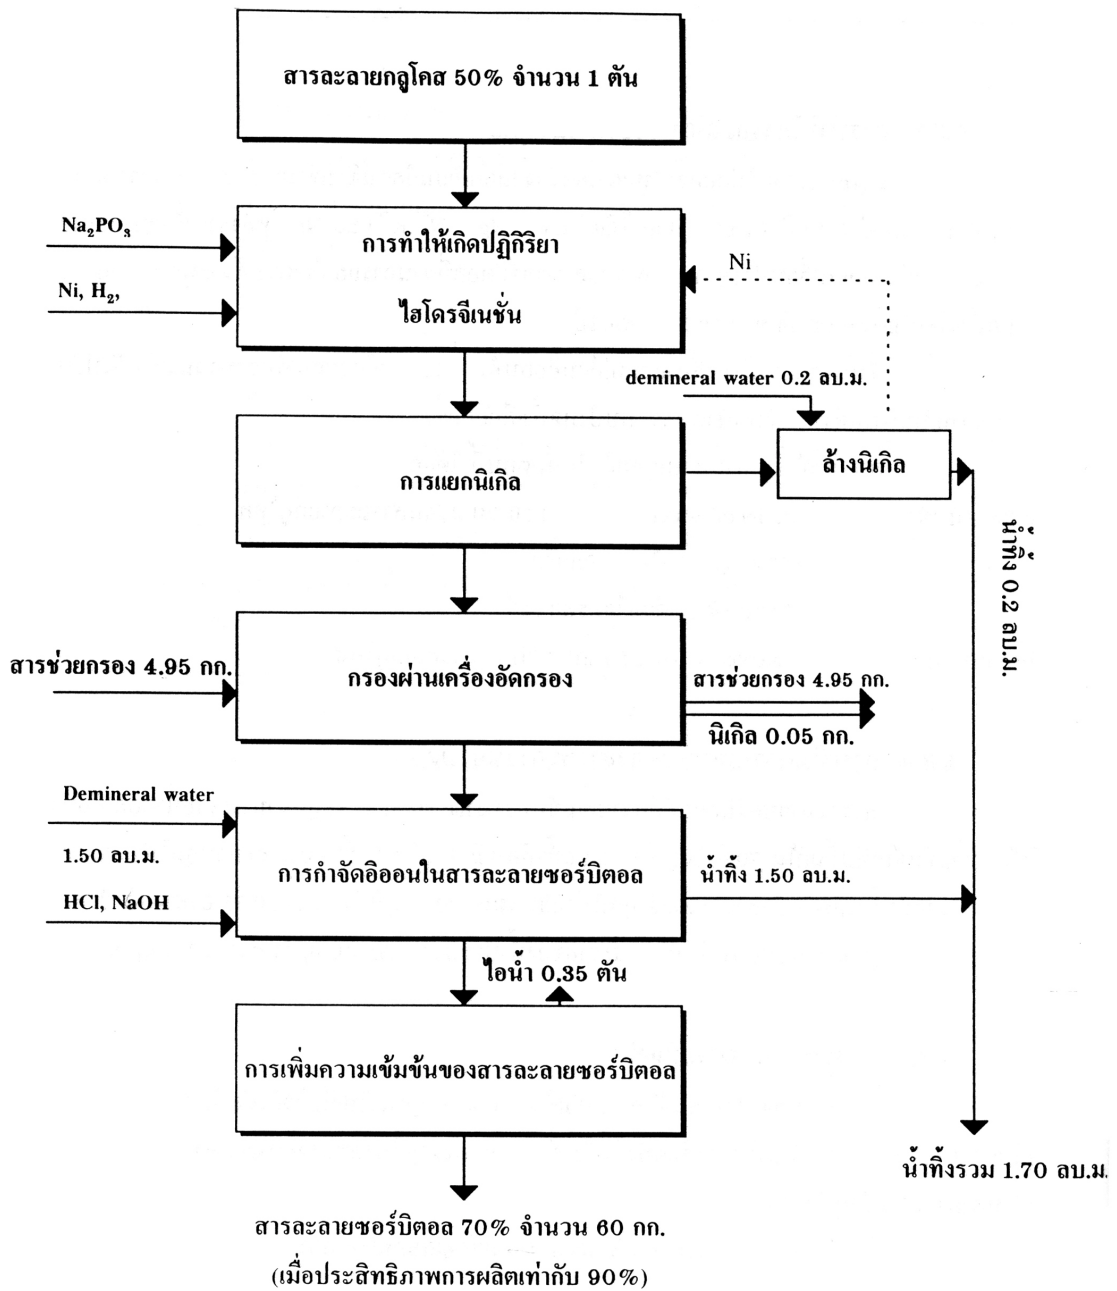 สารละลายกลูโคส 50% จำนวน 1 ตัน
Na₂PO₃
Ni, H₂,
การทำให้เกิดปฏิกิริยา
ไฮโดรจีเนชั่น
Ni
demineral water 0.2 ลบ.ม.
การแยกนิเกิล
ล้างนิเกิล
น้ำทิ้ง 0.2 ลบ.ม.
สารช่วยกรอง 4.95 กก.
กรองผ่านเครื่องอัดกรอง
สารช่วยกรอง 4.95 กก.
นิเกิล 0.05 กก.
Demineral water
1.50 ลบ.ม.
HCl, NaOH
การกำจัดอิออนในสารละลายซอร์บิตอล
น้ำทิ้ง 1.50 ลบ.ม.
ไอน้ำ 0.35 ตัน
การเพิ่มความเข้มข้นของสารละลายซอร์บิตอล
น้ำทิ้งรวม 1.70 ลบ.ม.
สารละลายซอร์บิตอล 70% จำนวน 60 กก.
(เมื่อประสิทธิภาพการผลิตเท่ากับ 90%)